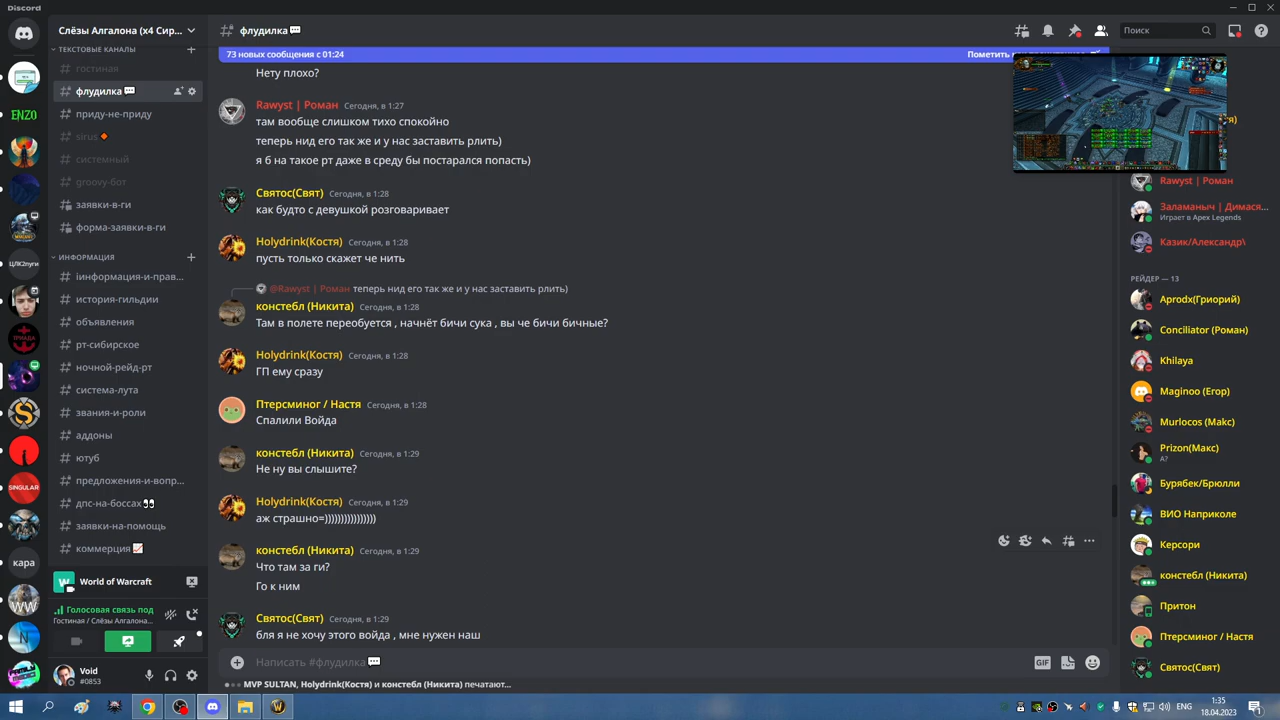 Discord
Слёзы Алгалона (x4 Сир...
флудилка
Поиск
ТЕКСТОВЫЕ КАНАЛЫ
гостиная
флудилка
приду-не-приду
sirus
системный
groovy-бот
заявки-в-ги
форма-заявки-в-ги
ИНФОРМАЦИЯ
iинформация-и-прав...
история-гильдии
объявления
рт-сибирское
ночной-рейд-рт
система-лута
звания-и-роли
аддоны
ютуб
предложения-и-вопр...
дпс-на-боссах
заявки-на-помощь
коммерция
World of Warcraft
Голосовая связь под
Гостиная / Слёзы Алгалона...
Void
#0853
ENZO
ЦЛК2пуги
ТРИАДА
SINGULAR
кара
WW
73 новых сообщения с 01:24
Пометить
Нету плохо?
Rawyst | Роман Сегодня, в 1:27
там вообще слишком тихо спокойно
теперь нид его так же и у нас заставить рлить)
я б на такое рт даже в среду бы постарался попасть)
Святос(Свят) Сегодня, в 1:28
как будто с девушкой розговаривает
Holydrink(Костя) Сегодня, в 1:28
пусть только скажет че нить
@Rawyst | Роман теперь нид его так же и у нас заставить рлить)
констебл (Никита) Сегодня, в 1:28
Там в полете переобуется , начнёт бичи сука , вы че бичи бичные?
Holydrink(Костя) Сегодня, в 1:28
ГП ему сразу
Птерсминог / Настя Сегодня, в 1:28
Спалили Войда
констебл (Никита) Сегодня, в 1:29
Не ну вы слышите?
Holydrink(Костя) Сегодня, в 1:29
аж страшно=)))))))))))))))
констебл (Никита) Сегодня, в 1:29
Что там за ги?
Го к ним
Святос(Свят) Сегодня, в 1:29
бля я не хочу этого войда , мне нужен наш
Написать #флудилка
GIF
MVP SULTAN, Holydrink(Костя) и констебл (Никита) печатают...
Rawyst | Роман
Заламаныч | Димася...
Играет в Apex Legends
Казик/Александр\
РЕЙДЕР — 13
Aprodx(Гриорий)
Conciliator (Роман)
Khilaya
Maginoo (Егор)
Murlocos (Макс)
Prizon(Макс)
А?
Бурябек/Брюлли
ВИО Наприколе
Керсори
констебл (Никита)
Притон
Птерсминог / Настя
Святос(Свят)
ENG
1:35
18.04.2023